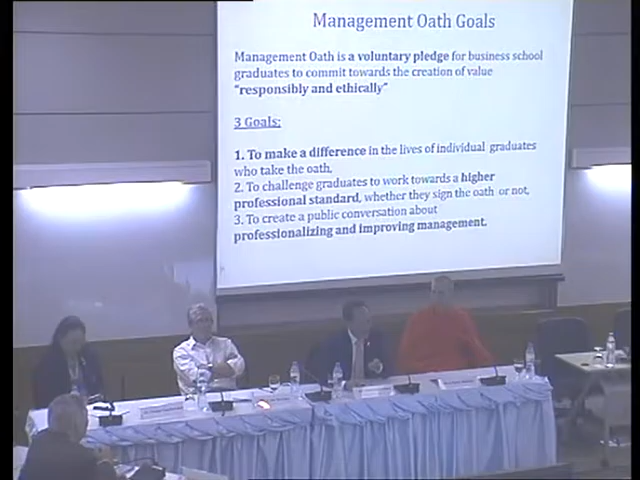 Management Oath Goals
Management Oath is a voluntary pledge for business school
graduates to commit towards the creation of value
"responsibly and ethically"
3 Goals:
1. To make a difference in the lives of individual graduates
who take the oath,
2. To challenge graduates to work towards a higher
professional standard, whether they sign the oath or not,
3. To create a public conversation about
professionalizing and improving management.